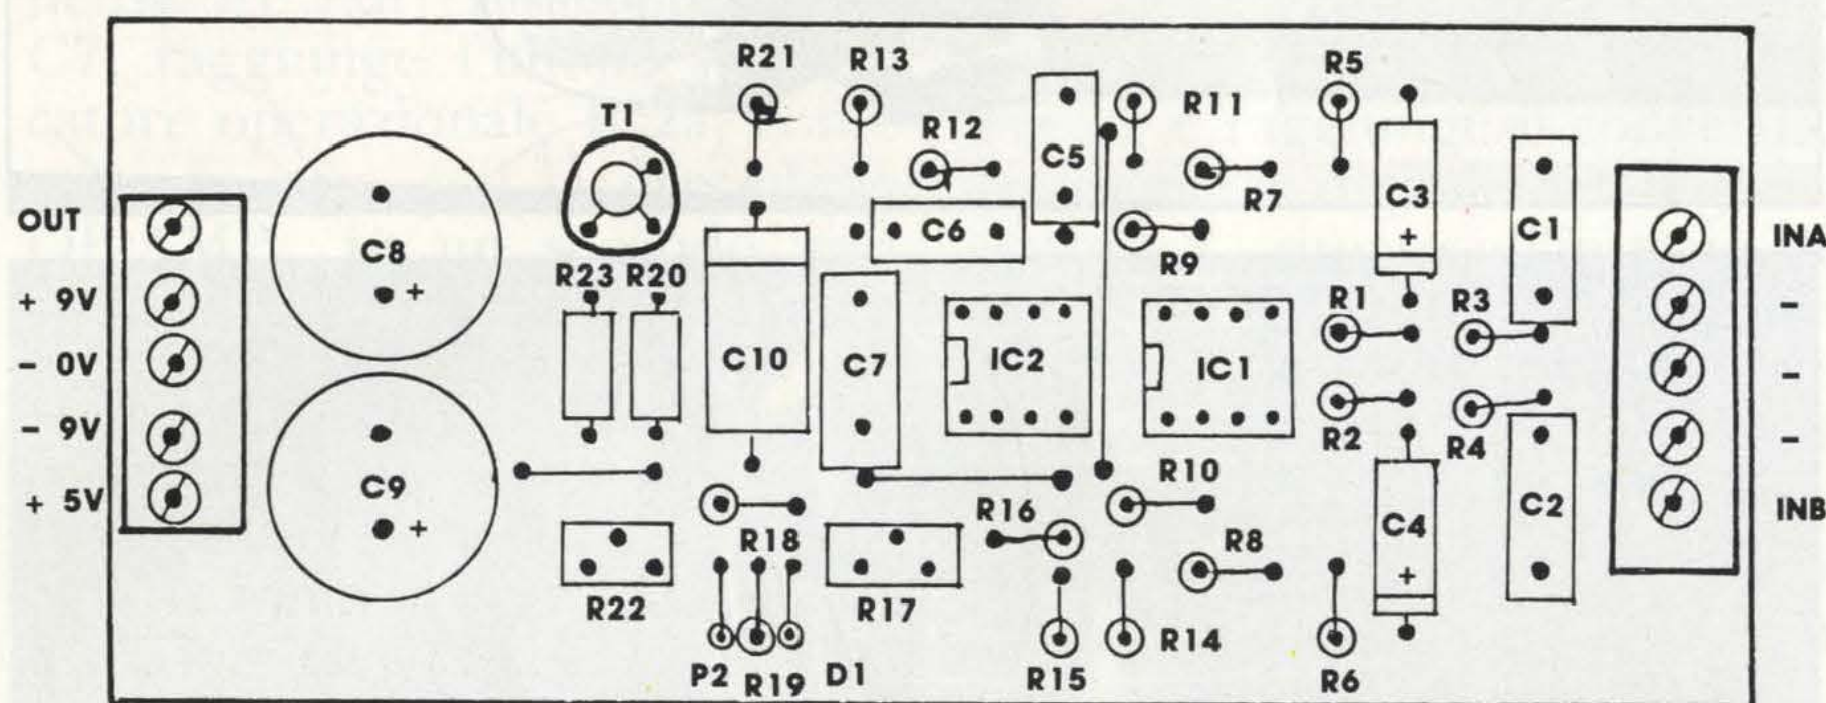 R21
R13
R5
T1
R12
C5
R11
R7
C3
+
C1
OUT
C8
+
C6
R9
INA
R23
R20
+ 9V
R1
R3
-
C10
C7
IC2
IC1
- 0V
-
R2
R4
- 9V
-
C9
+
R10
+ 5V
R16
C4
+
C2
INB
R18
R8
R22
R17
P2
R19
D1
R15
R14
R6